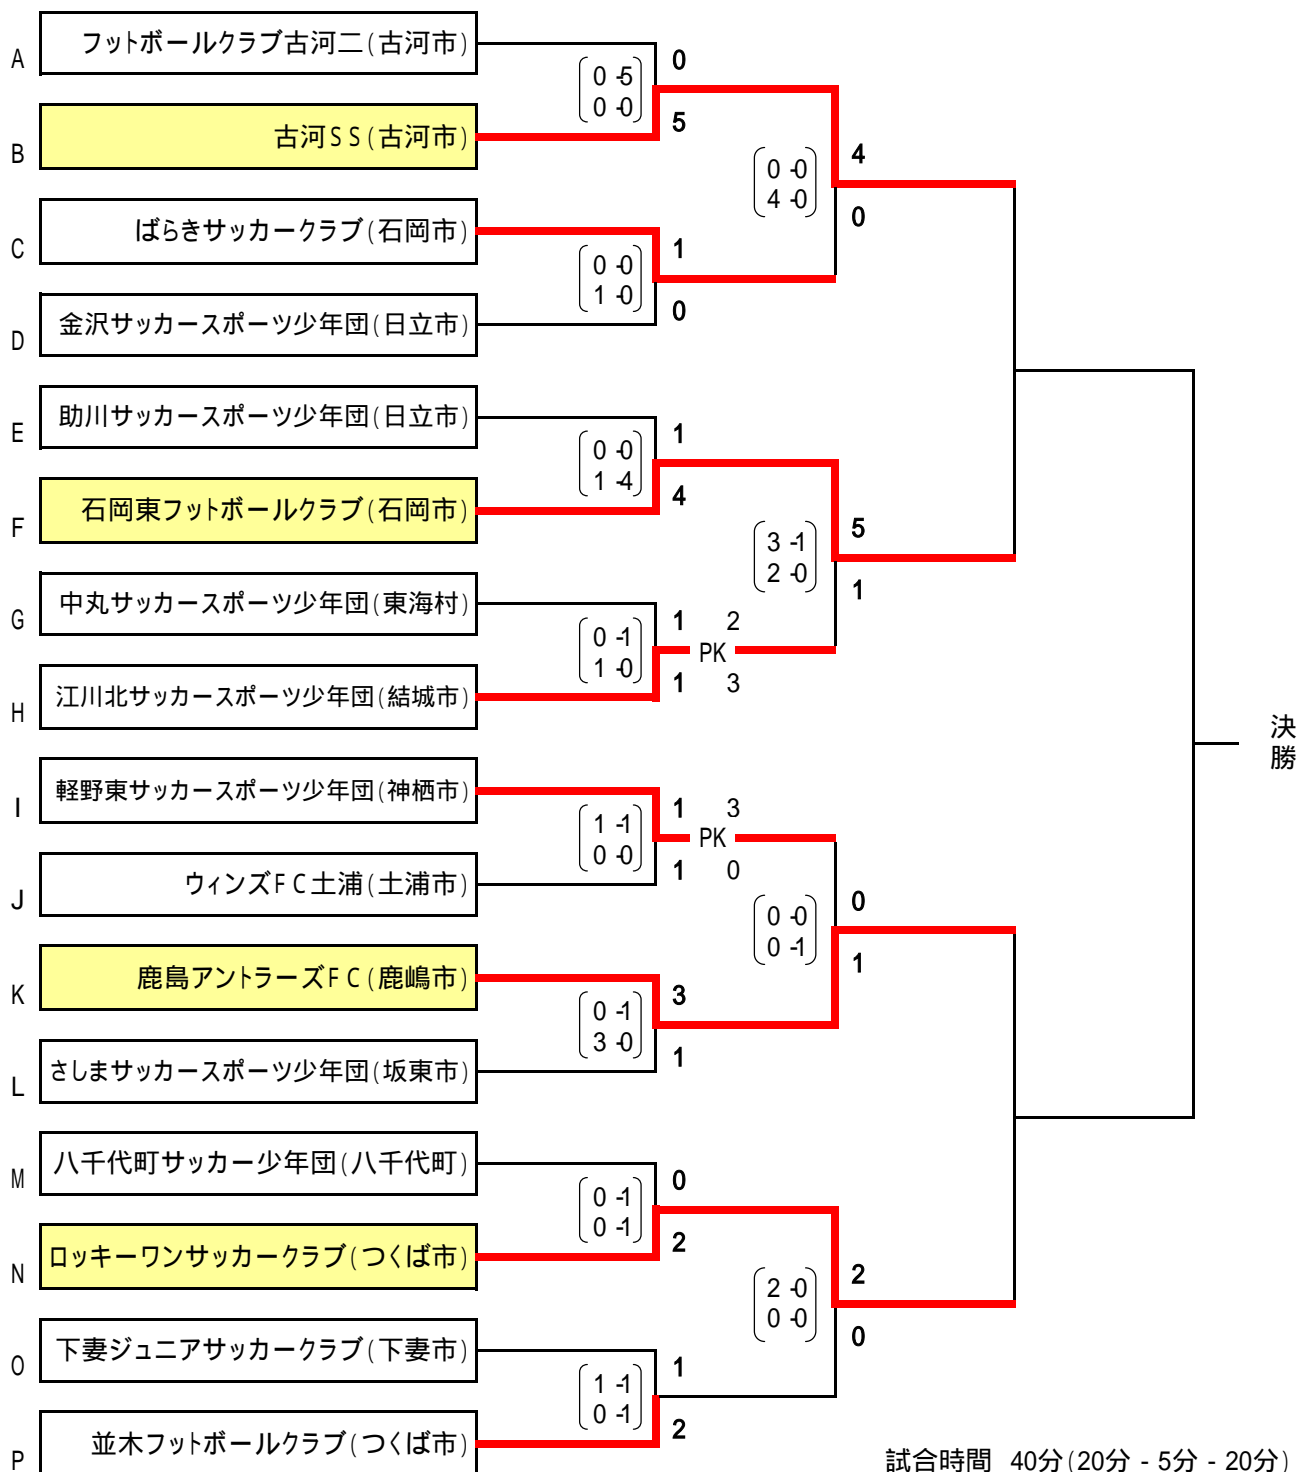 A フットボールクラブ古河二(古河市)
0
0 -5
0 -0
5
B 古河SS(古河市)
4
0 -0
4 -0
0
C ばらきサッカークラブ(石岡市)
1
0 -0
1 -0
0
D 金沢サッカースポーツ少年団(日立市)
E 助川サッカースポーツ少年団(日立市)
1
0 -0
1 -4
4
F 石岡東フットボールクラブ(石岡市)
5
3 -1
2 -0
1
G 中丸サッカースポーツ少年団(東海村)
1 2
0 -1
PK
1 -0
1 3
H 江川北サッカースポーツ少年団(結城市)
決勝
I 軽野東サッカースポーツ少年団(神栖市)
1 3
1 -1
PK
0 -0
1 0
J ウィンズFC土浦(土浦市)
0
0 -0
0 -1
1
K 鹿島アントラーズFC(鹿嶋市)
3
0 -1
3 -0
1
L さしまサッカースポーツ少年団(坂東市)
M 八千代町サッカー少年団(八千代町)
0
0 -1
0 -1
2
N ロッキーワンサッカークラブ(つくば市)
2
2 -0
0 -0
0
O 下妻ジュニアサッカークラブ(下妻市)
1
1 -1
0 -1
2
P 並木フットボールクラブ(つくば市)
試合時間 40分(20分 - 5分 - 20分)